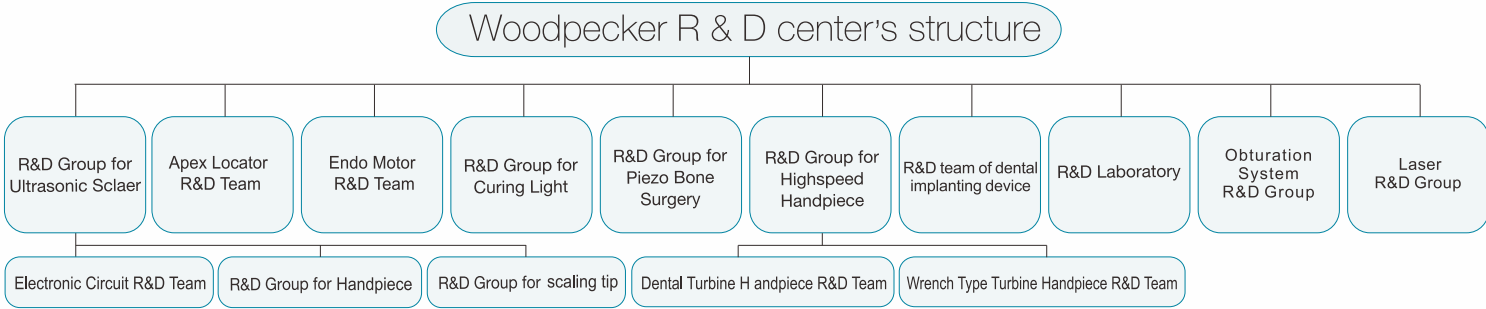 Woodpecker R & D center's structure
R&D Group for
Ultrasonic Sclaer
Apex Locator
R&D Team
Endo Motor
R&D Team
R&D Group for
Curing Light
R&D Group for
Piezo Bone
Surgery
R&D Group for
Highspeed
Handpiece
R&D team of dental
implanting device
R&D Laboratory
Obturation
System
R&D Group
Laser
R&D Group
Electronic Circuit R&D Team
R&D Group for Handpiece
R&D Group for scaling tip
Dental Turbine H andpiece R&D Team
Wrench Type Turbine Handpiece R&D Team